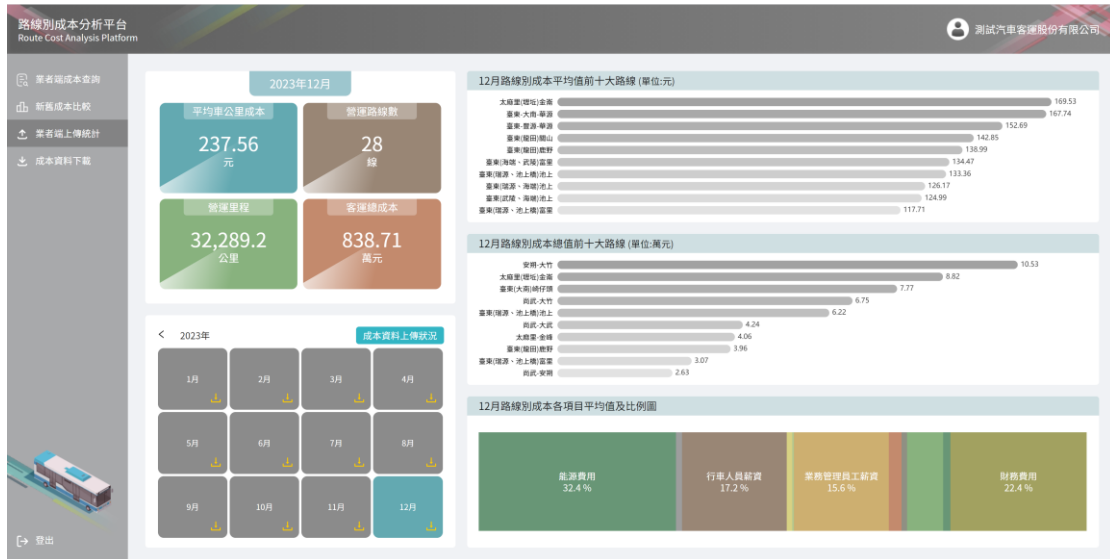 路線別成本分析平台
Route Cost Analysis Platform
測試汽車客運股份有限公司
業者端成本查詢
新舊成本比較
業者端上傳統計
成本資料下載
登出
2023年12月
平均車公里成本
237.56
元
營運路線數
28
線
營運里程
32,289.2
公里
客運總成本
838.71
萬元
2023年
成本資料上傳狀況
1月
2月
3月
4月
5月
6月
7月
8月
9月
10月
11月
12月
12月路線別成本平均值前十大路線 (單位:元)
太麻里(壢坵)金崙 169.53
臺東-大南-華源 167.74
臺東-豐源-華源 152.69
臺東(龍田)關山 142.85
臺東(龍田)鹿野 138.99
臺東(海端、武陵)富里 134.47
臺東(瑞源、池上橋)池上 133.36
臺東(瑞源、海端)池上 126.17
臺東(武陵、海端)池上 124.99
臺東(瑞源、池上橋)富里 117.71
12月路線別成本總值前十大路線 (單位:萬元)
安朔-大竹 10.53
太麻里(壢坵)金崙 8.82
臺東(大南)崎仔頭 7.77
尚武-大竹 6.75
臺東(瑞源、池上橋)池上 6.22
尚武-大武 4.24
太麻里-金峰 4.06
臺東(龍田)鹿野 3.96
臺東(瑞源、池上橋)富里 3.07
尚武-安朔 2.63
12月路線別成本各項目平均值及比例圖
能源費用
32.4 %
行車人員薪資
17.2 %
業務管理員工薪資
15.6 %
財務費用
22.4 %